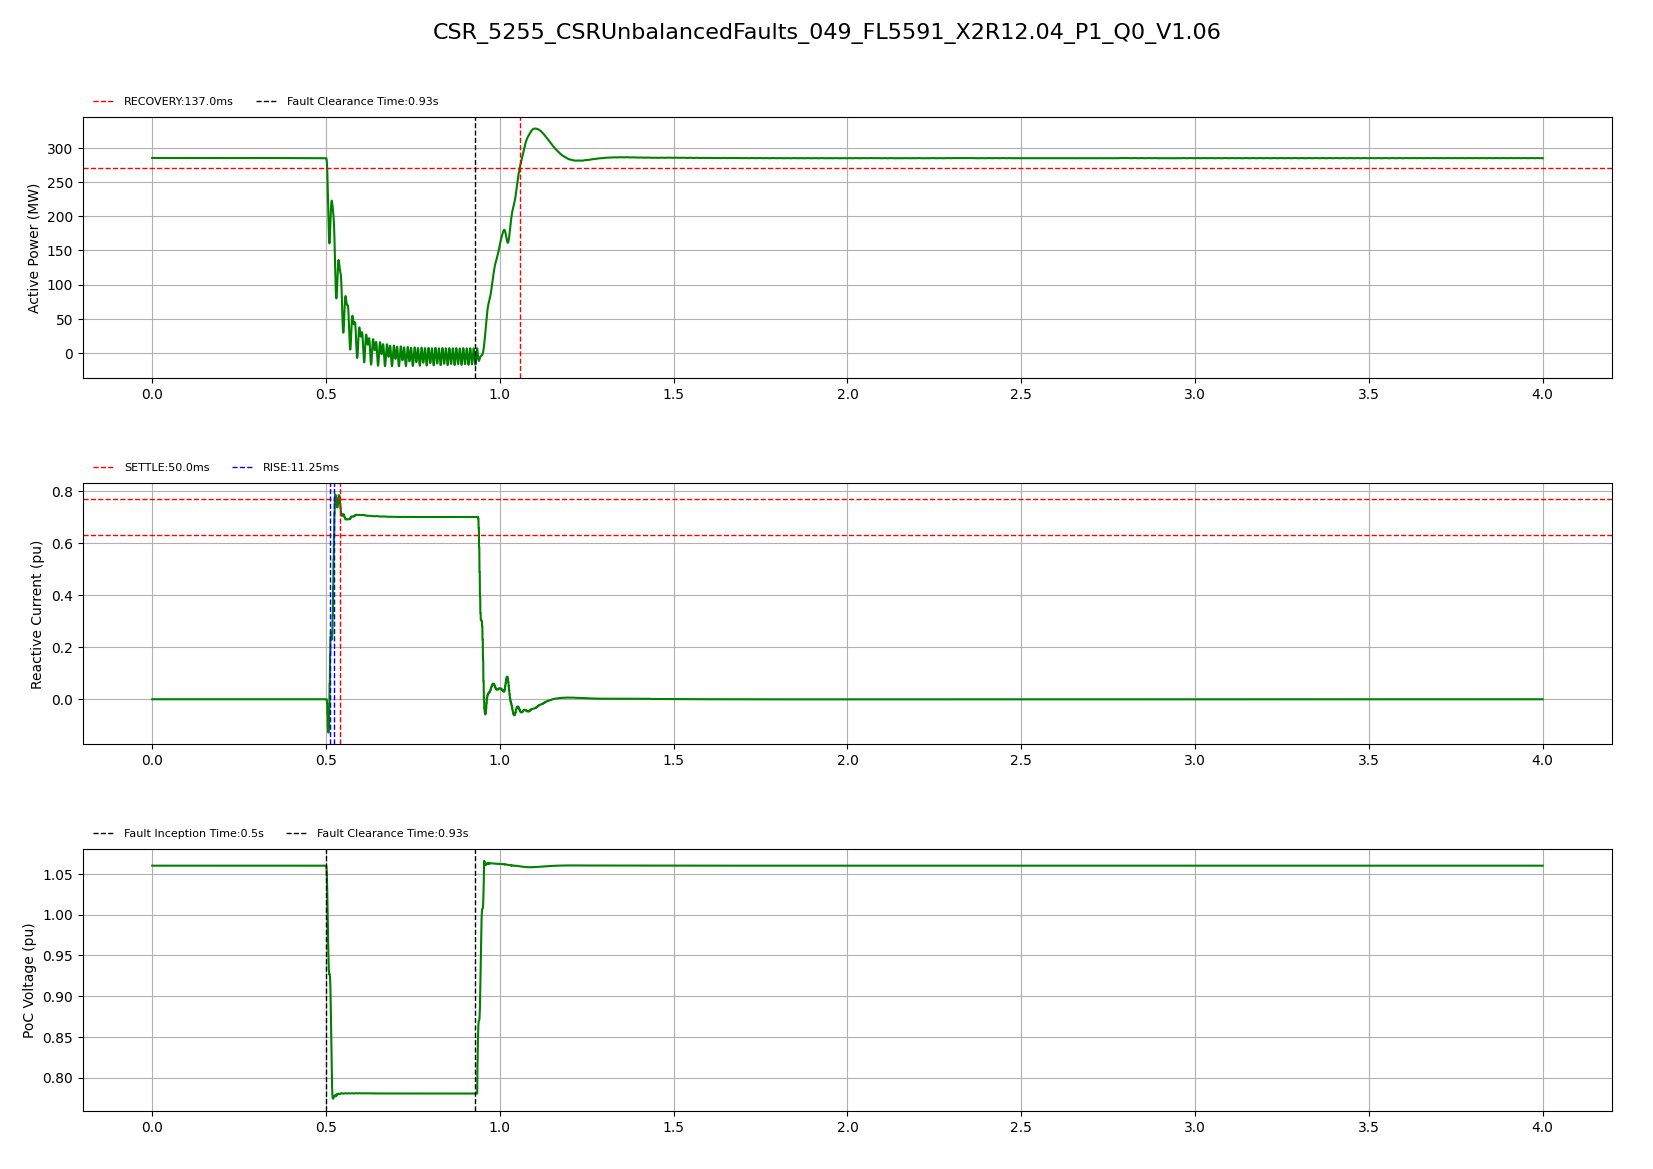 CSR_5255_CSRUnbalancedFaults_049_FL5591_X2R12.04_P1_Q0_V1.06
RECOVERY:137.0ms Fault Clearance Time:0.93s
Active Power (MW)
300
250
200
150
100
50
0
0.0 0.5 1.0 1.5 2.0 2.5 3.0 3.5 4.0
SETTLE:50.0ms RISE:11.25ms
Reactive Current (pu)
0.8
0.6
0.4
0.2
0.0
0.0 0.5 1.0 1.5 2.0 2.5 3.0 3.5 4.0
Fault Inception Time:0.5s Fault Clearance Time:0.93s
PoC Voltage (pu)
1.05
1.00
0.95
0.90
0.85
0.80
0.0 0.5 1.0 1.5 2.0 2.5 3.0 3.5 4.0